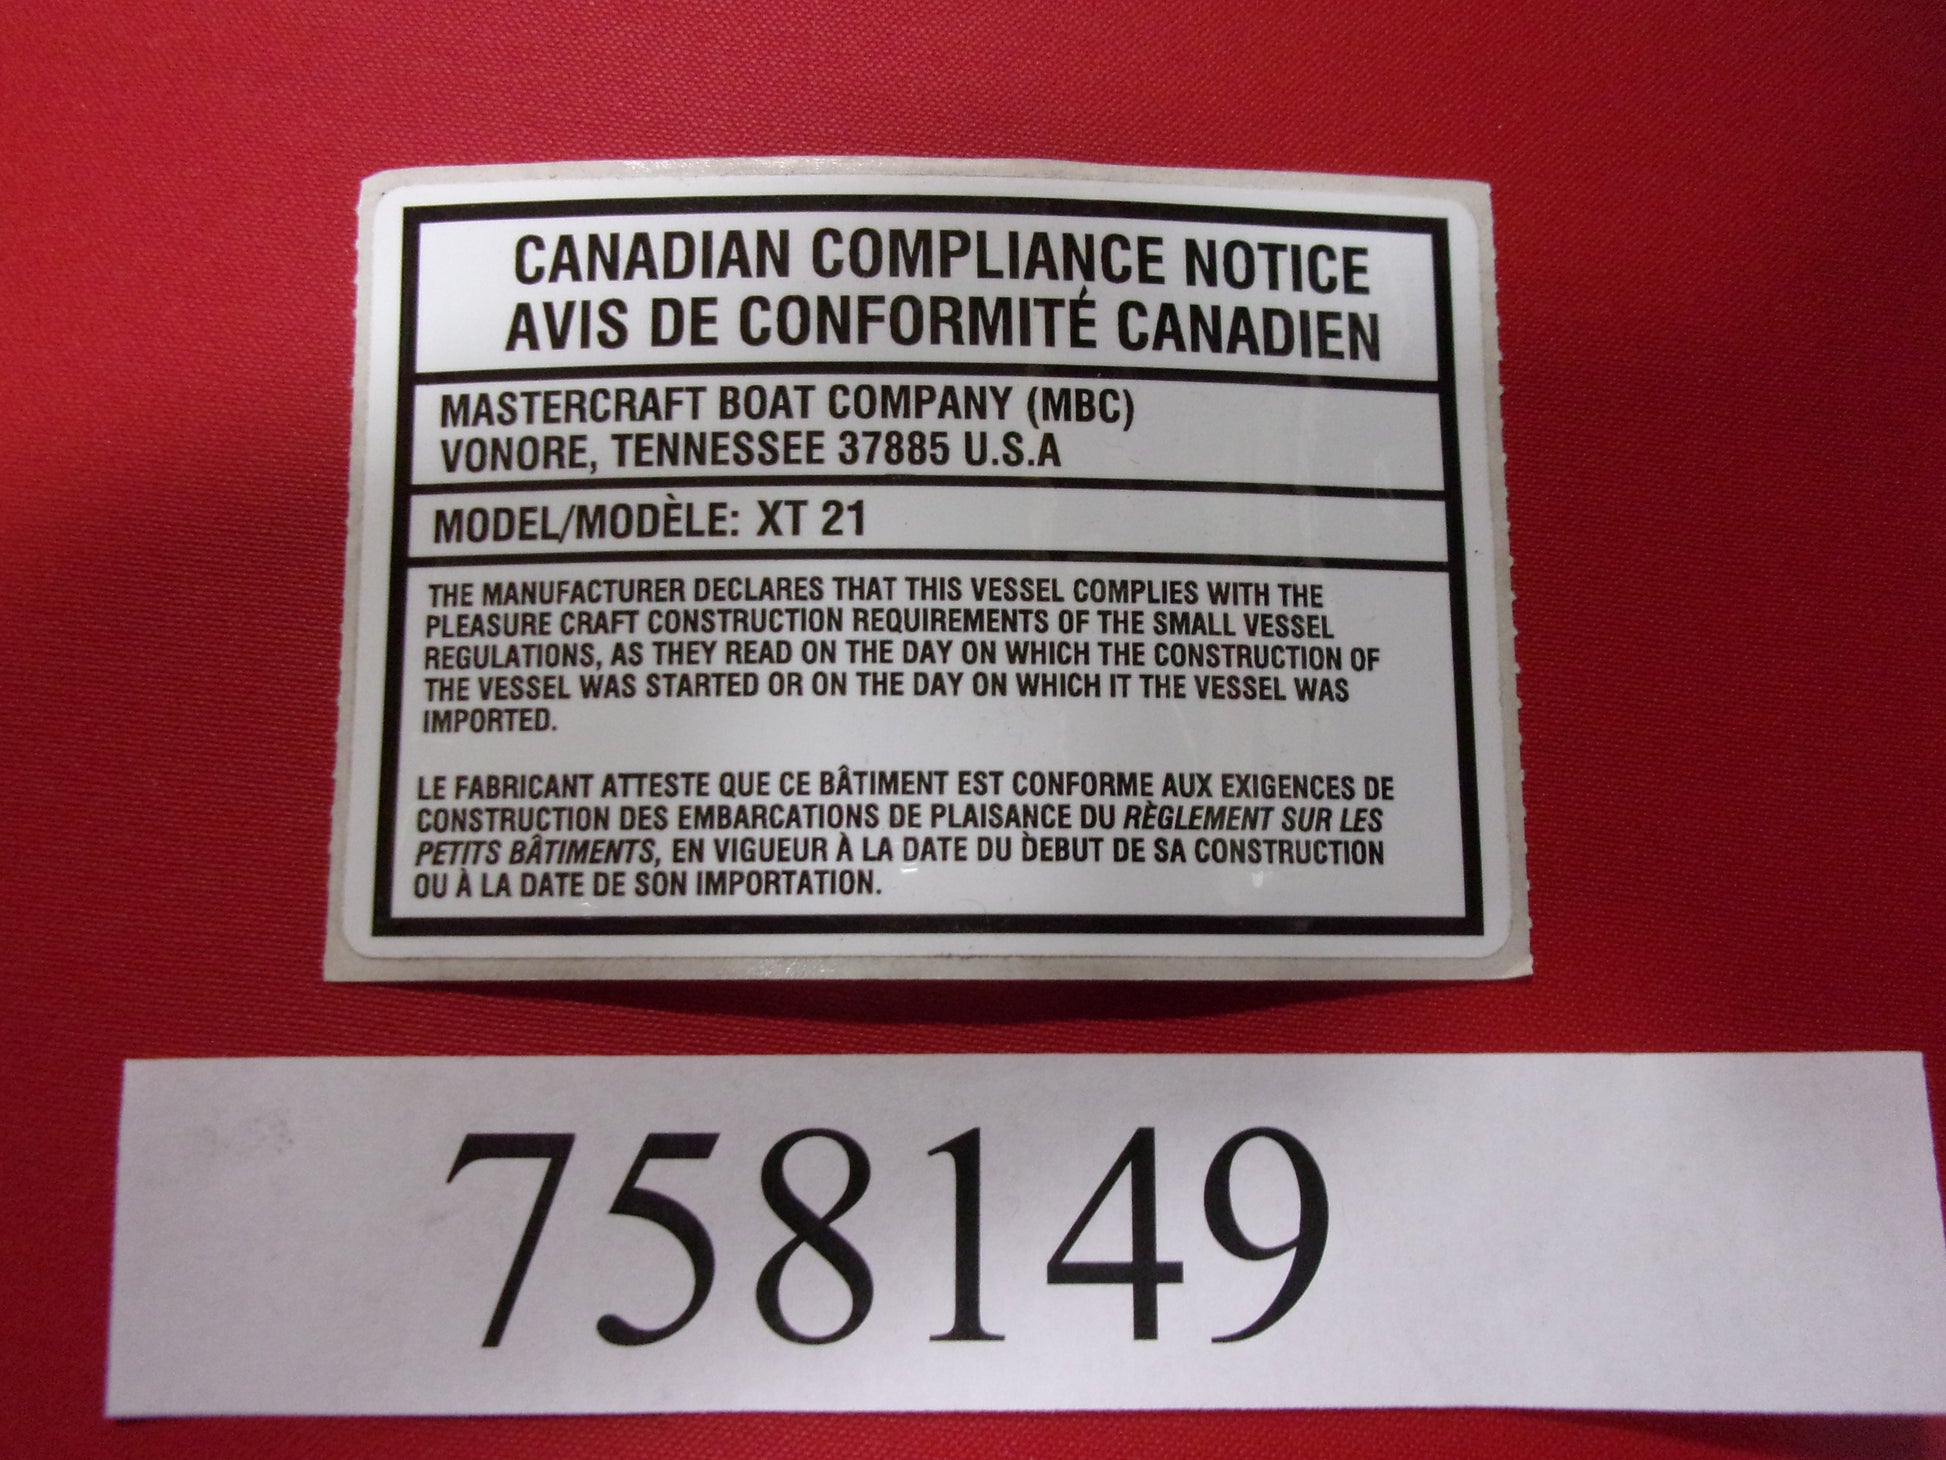 CANADIAN COMPLIANCE NOTICE
AVIS DE CONFORMITÉ CANADIEN
MASTERCRAFT BOAT COMPANY (MBC)
VONORE, TENNESSEE 37885 U.S.A
MODEL/MODÈLE: XT 21
THE MANUFACTURER DECLARES THAT THIS VESSEL COMPLIES WITH THE
PLEASURE CRAFT CONSTRUCTION REQUIREMENTS OF THE SMALL VESSEL
REGULATIONS, AS THEY READ ON THE DAY ON WHICH THE CONSTRUCTION OF
THE VESSEL WAS STARTED OR ON THE DAY ON WHICH IT THE VESSEL WAS
IMPORTED.
LE FABRICANT ATTESTE QUE CE BÂTIMENT EST CONFORME AUX EXIGENCES DE
CONSTRUCTION DES EMBARCATIONS DE PLAISANCE DU RÈGLEMENT SUR LES
PETITS BÂTIMENTS, EN VIGUEUR À LA DATE DU DEBUT DE SA CONSTRUCTION
OU À LA DATE DE SON IMPORTATION.
758149